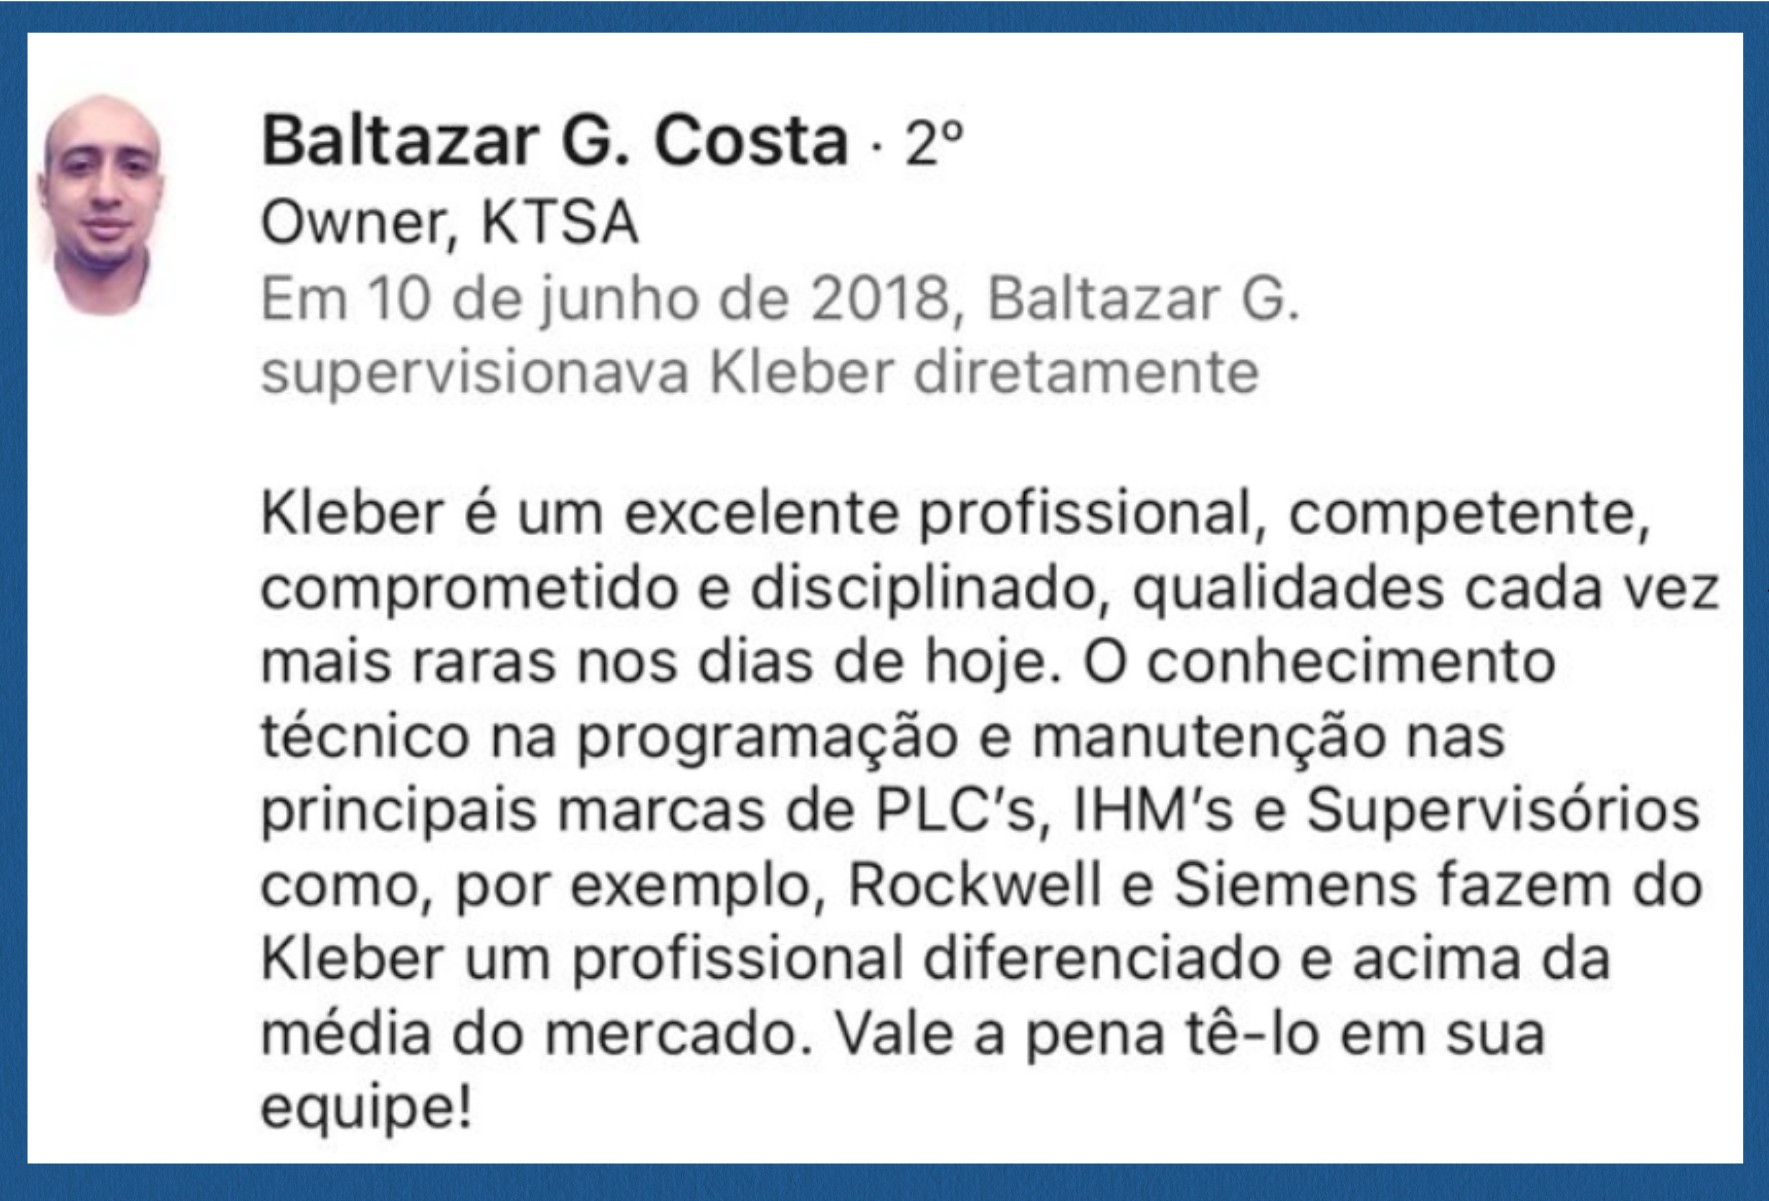 Baltazar G. Costa · 2º
Owner, KTSA
Em 10 de junho de 2018, Baltazar G.
supervisionava Kleber diretamente
Kleber é um excelente profissional, competente,
comprometido e disciplinado, qualidades cada vez
mais raras nos dias de hoje. O conhecimento
técnico na programação e manutenção nas
principais marcas de PLC’s, IHM’s e Supervisórios
como, por exemplo, Rockwell e Siemens fazem do
Kleber um profissional diferenciado e acima da
média do mercado. Vale a pena tê-lo em sua
equipe!